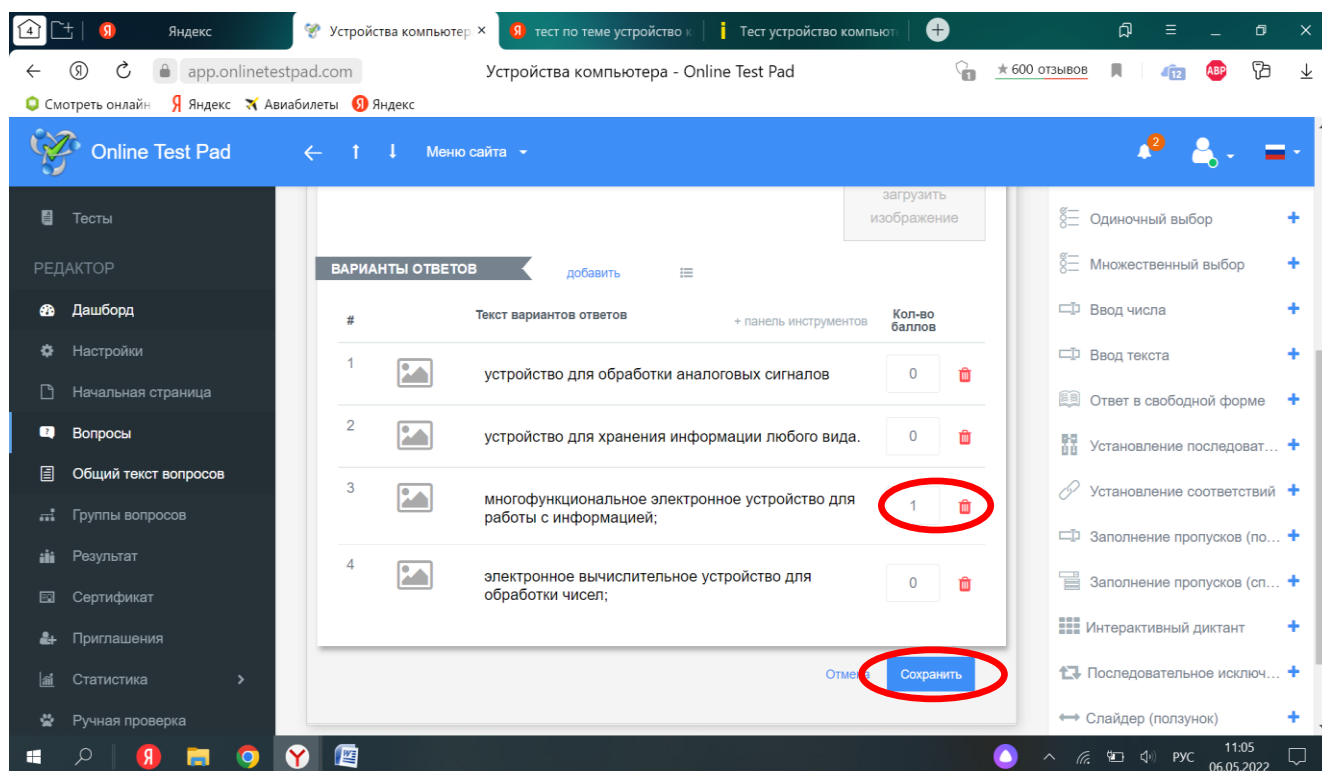 4
Я
Яндекс
Устройства компьютер
Я тест по теме устройство к
Тест устройство компьют
Я
app.onlinetestpad.com
Устройства компьютера - Online Test Pad
1
★ 600 отзывов
12
ABP
Смотреть онлайн
Я Яндекс
Авиабилеты
Я Яндекс
Online Test Pad
Меню сайта
2
Тесты
РЕДАКТОР
Дашборд
Настройки
Начальная страница
Вопросы
Общий текст вопросов
Группы вопросов
Результат
Сертификат
Приглашения
Статистика
Ручная проверка
загрузить
изображение
ВАРИАНТЫ ОТВЕТОВ
добавить
#
Текст вариантов ответов
+ панель инструментов
Кол-во
баллов
1
устройство для обработки аналоговых сигналов
0
2
устройство для хранения информации любого вида.
0
3
многофункциональное электронное устройство для
работы с информацией;
1
4
электронное вычислительное устройство для
обработки чисел;
0
Отмена
Сохранить
Одиночный выбор
Множественный выбор
Ввод числа
Ввод текста
Ответ в свободной форме
Установление последоват...
Установление соответствий
Заполнение пропусков (по...
Заполнение пропусков (сп...
Интерактивный диктант
Последовательное исключ...
Слайдер (ползунок)
Я
Y
W
РУС
11:05
06.05.2022